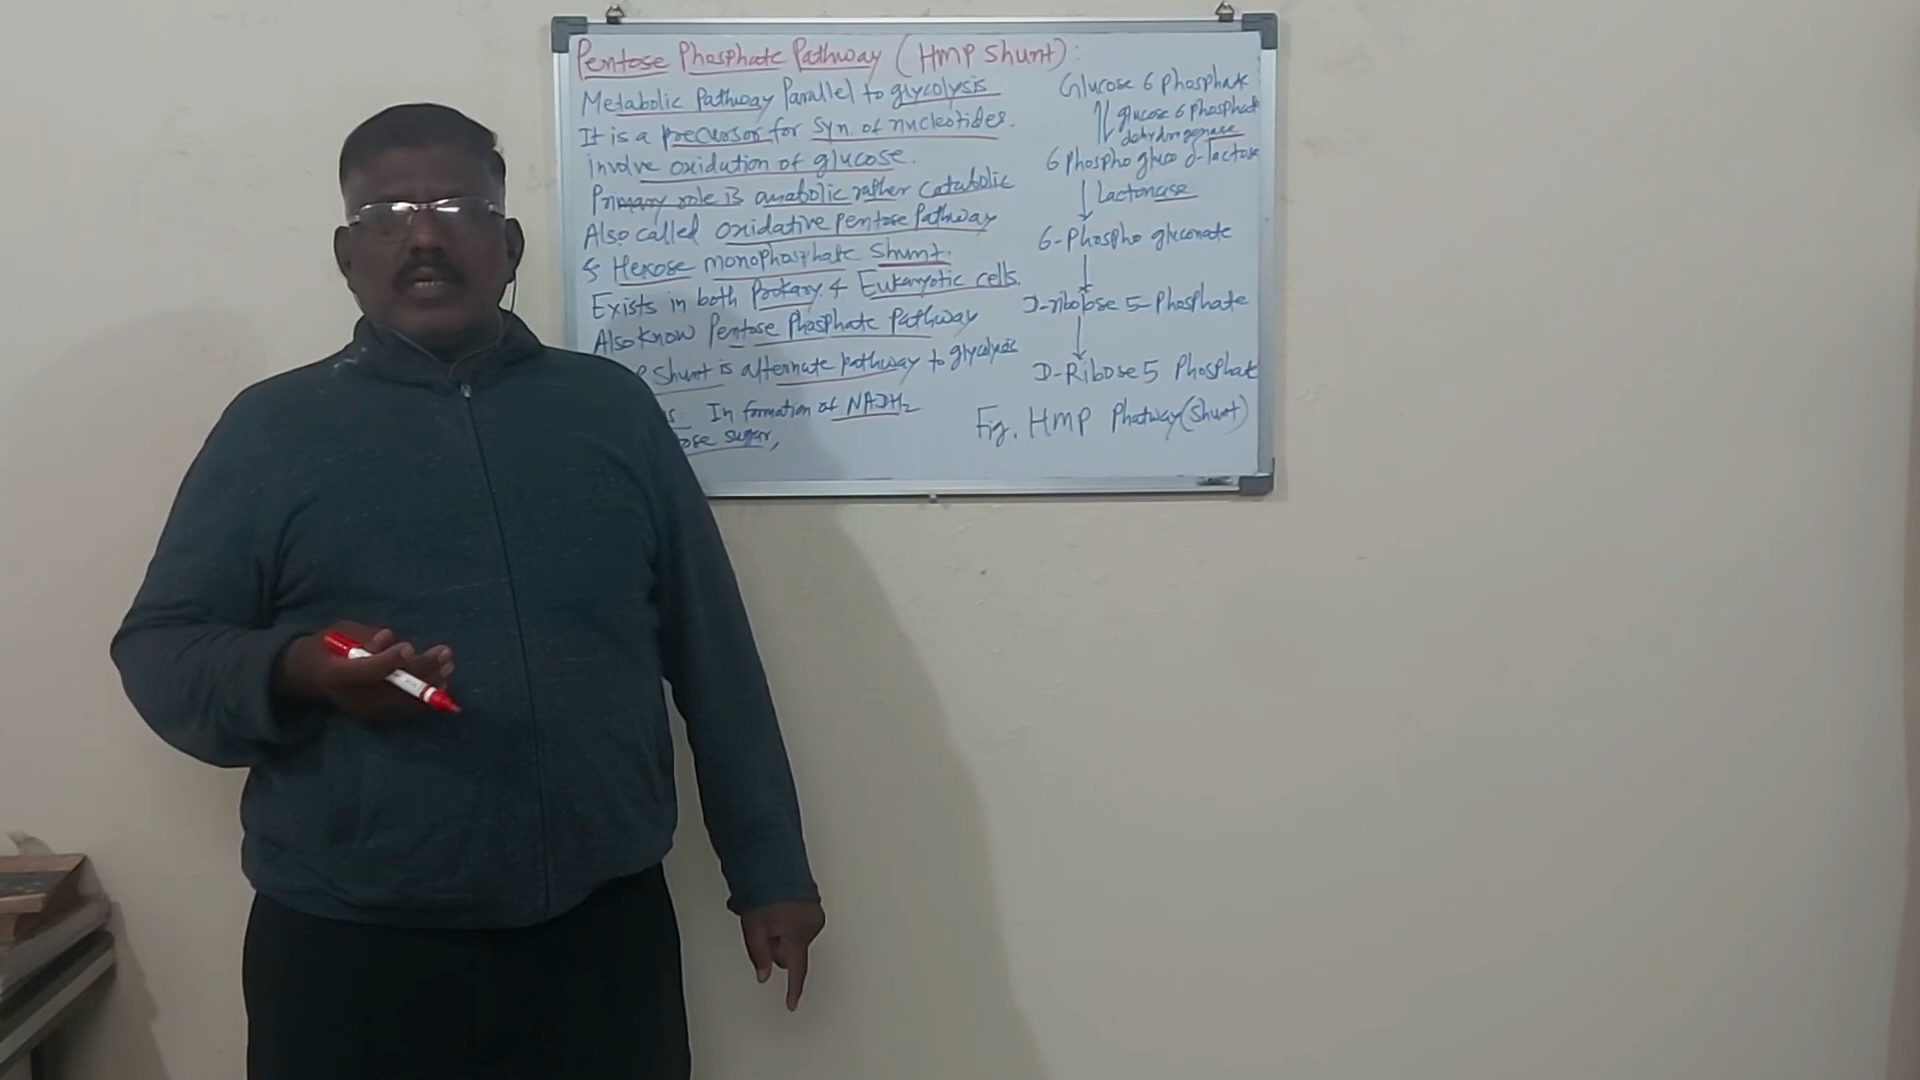 Pentose Phosphate Pathway (HMP Shunt):
Metabolic Pathway Parallel to glycolysis
It is a precursor for syn. of nucleotides.
involve oxidation of glucose.
Primary role is anabolic rather catabolic
Also called oxidative pentose Pathway
& Hexose monophosphate shunt.
Exists in both Prokary. & Eukaryotic cells.
Also Know Pentose Phosphate Pathway
Shunt is alternate pathway to glycolysis
In formation of NADH2
ose sugar,
Glucose 6 Phosphate
glucose 6 Phosphat
dehydrogenase
6 Phospho gluco d-lactose
Lactonase
6-Phospho gluconate
5-Phosphate
D-Ribose 5 Phosphat
Fig. HMP Phatway (Shunt)